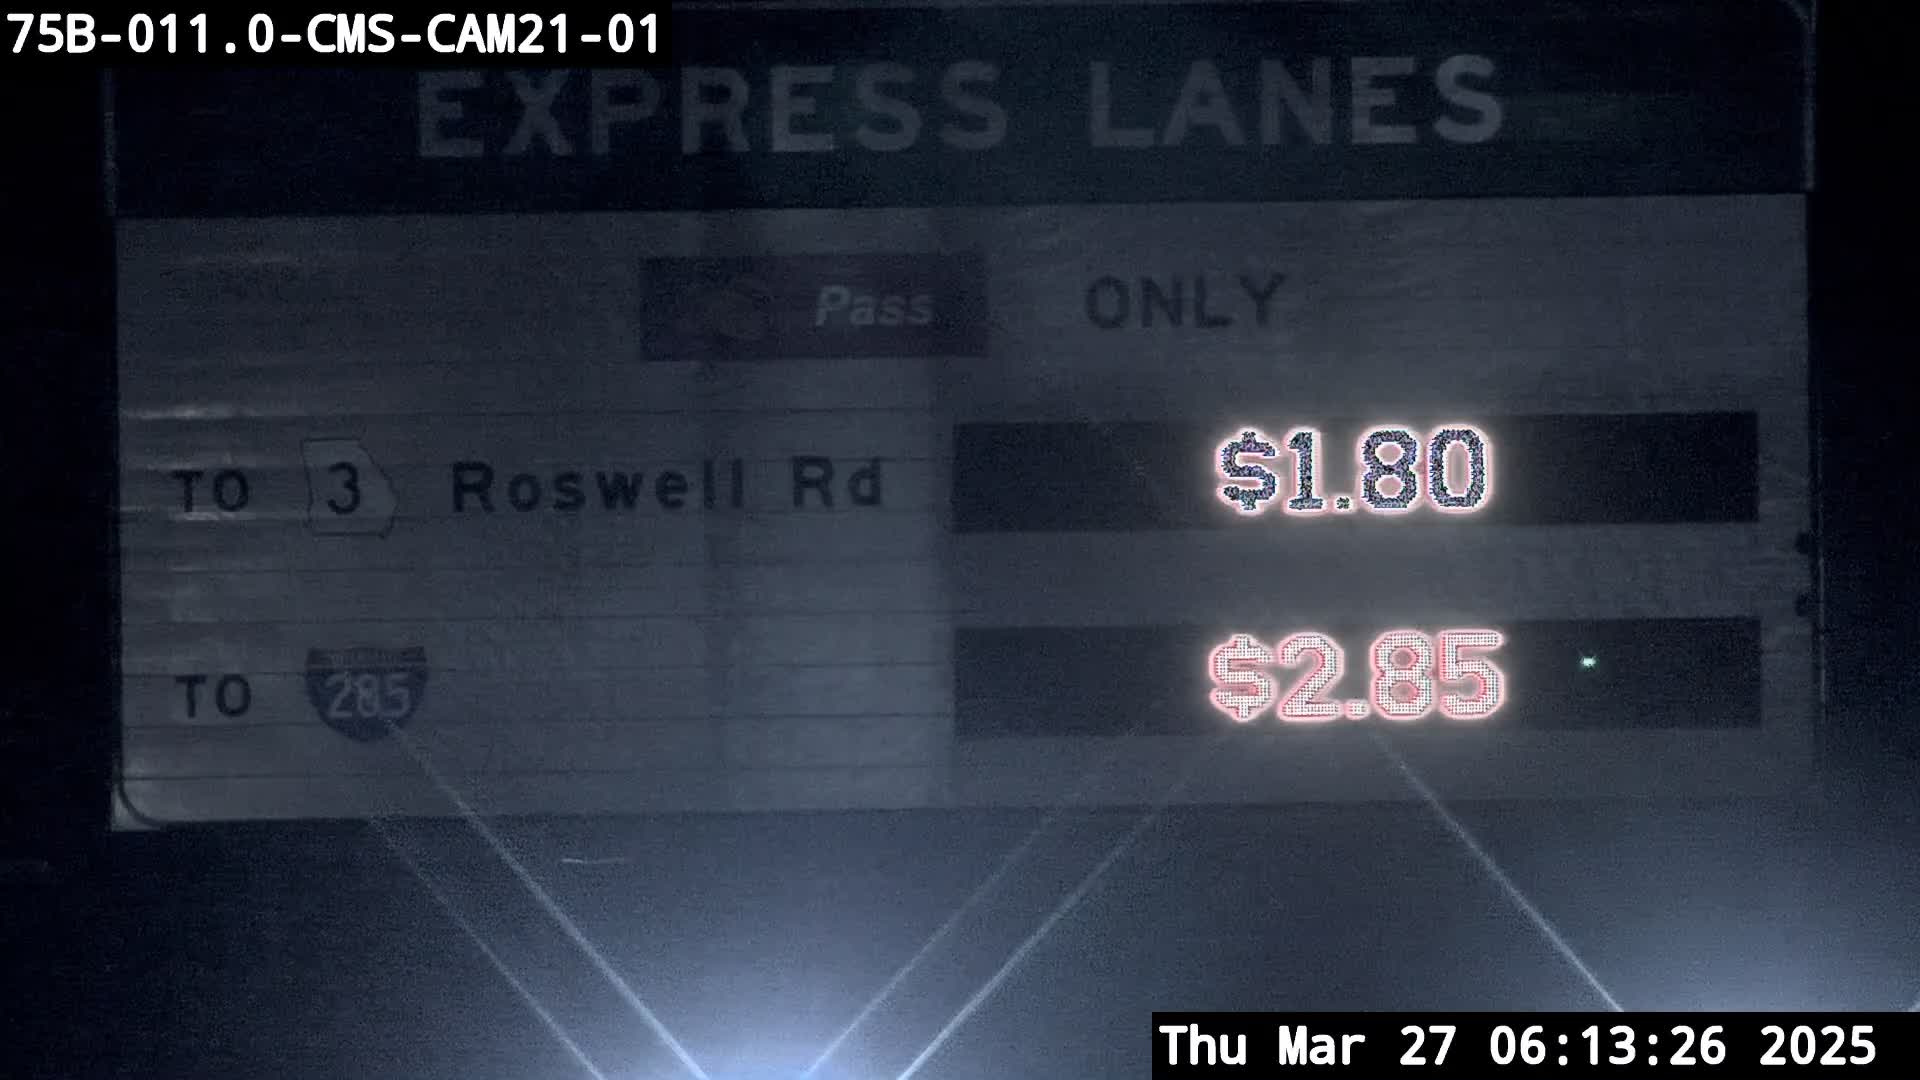 75B-011.0-CMS-CAM21-01
EXPRESS LANES
Pass ONLY
TO 3 Roswell Rd $1.80
TO 285 $2.85
Thu Mar 27 06:13:26 2025